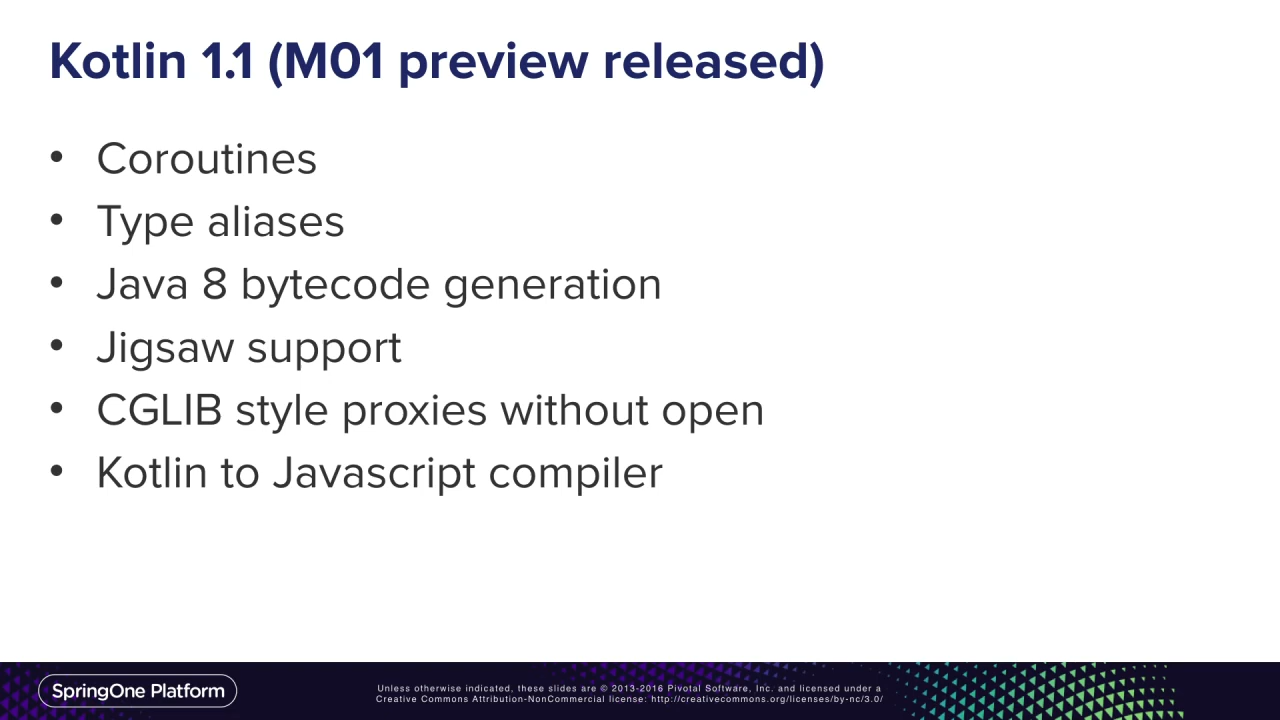 Kotlin 1.1 (M01 preview released)
• Coroutines
• Type aliases
• Java 8 bytecode generation
• Jigsaw support
• CGLIB style proxies without open
• Kotlin to Javascript compiler
SpringOne Platform
Unless otherwise indicated, these slides are © 2013-2016 Pivotal Software, Inc. and licensed under a
Creative Commons Attribution-NonCommercial license: http://creativecommons.org/licenses/by-nc/3.0/